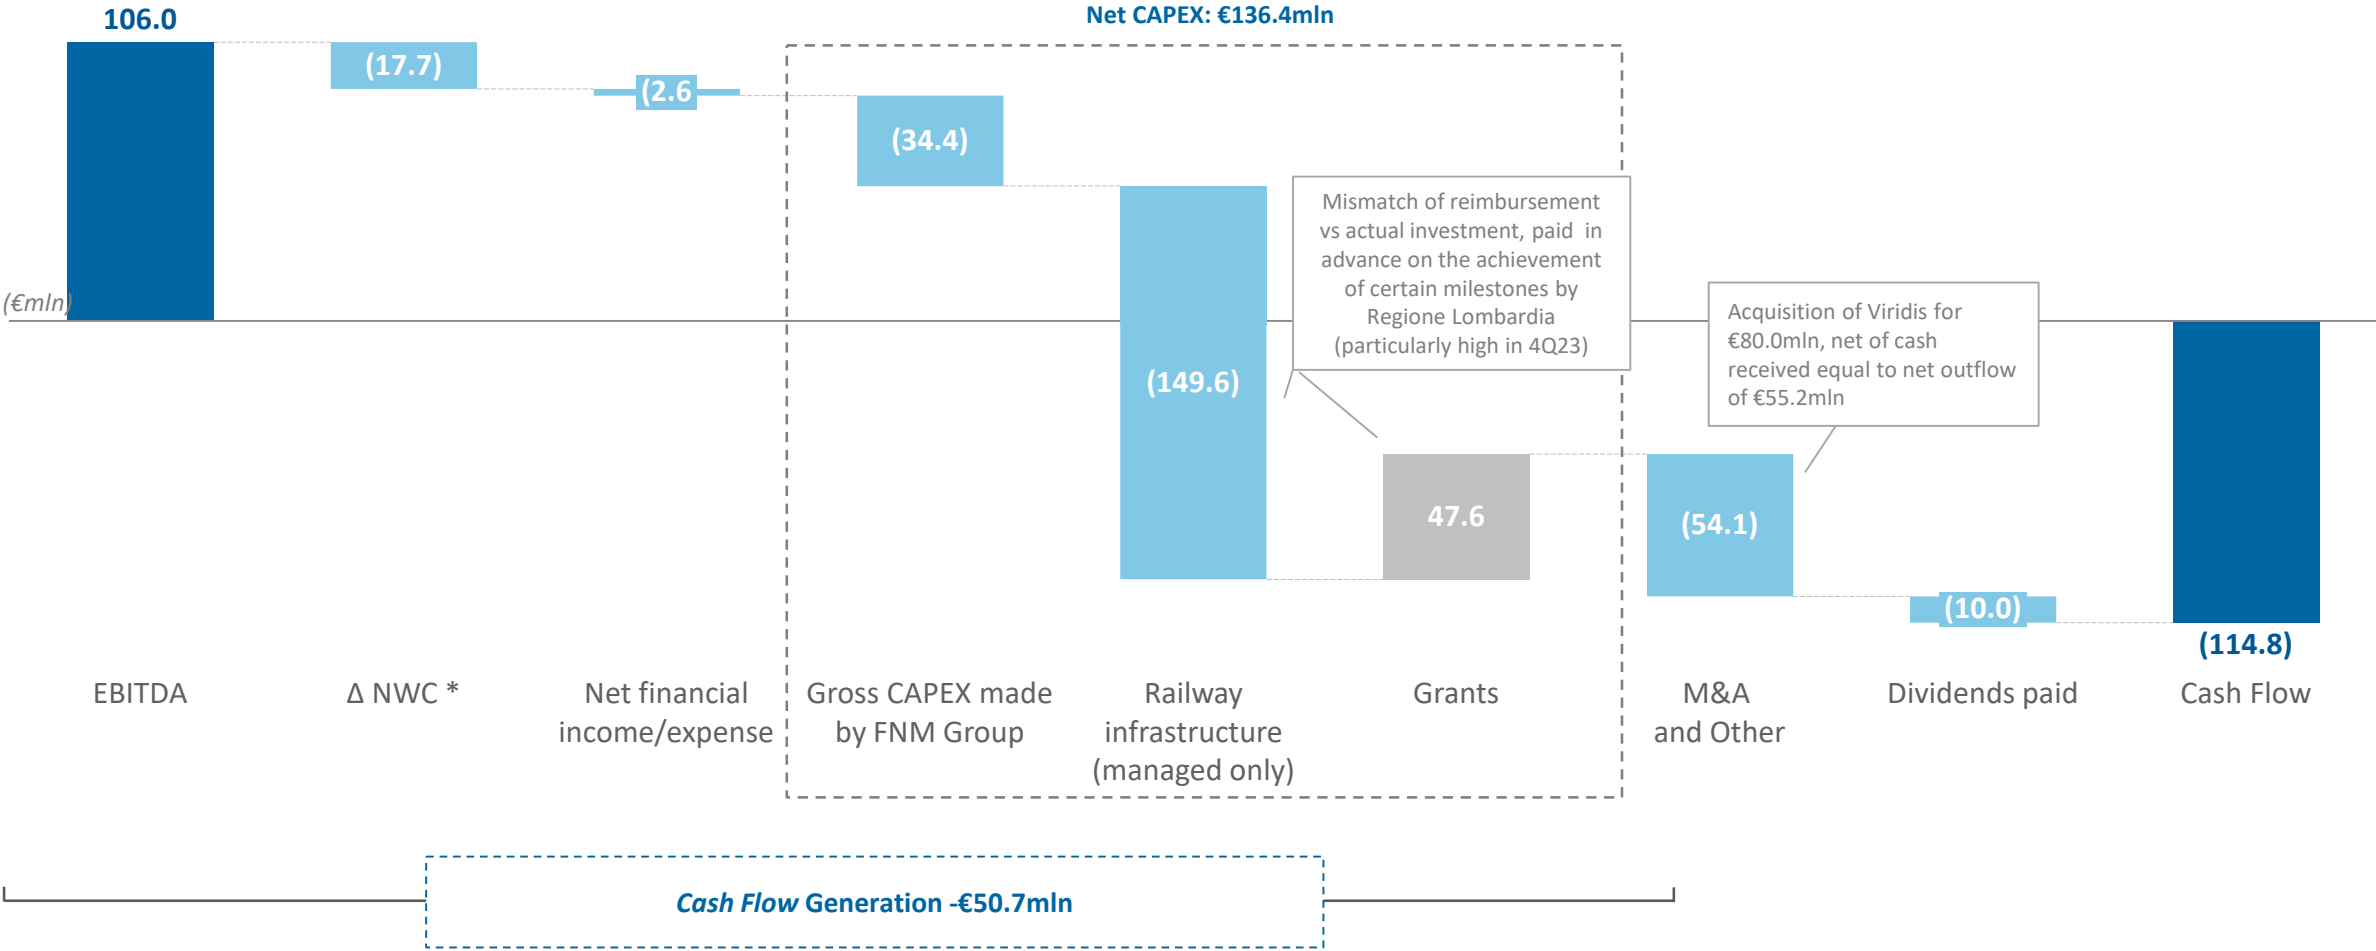 106.0
Net CAPEX: €136.4mln
(17.7)
(2.6
(34.4)
(149.6)
47.6
(54.1)
(10.0)
(114.8)
Mismatch of reimbursement
vs actual investment, paid in
advance on the achievement
of certain milestones by
Regione Lombardia
(particularly high in 4Q23)
Acquisition of Viridis for
€80.0mln, net of cash
received equal to net outflow
of €55.2mln
(€mln)
EBITDA
Δ NWC *
Net financial
income/expense
Gross CAPEX made
by FNM Group
Railway
infrastructure
(managed only)
Grants
M&A
and Other
Dividends paid
Cash Flow
Cash Flow Generation -€50.7mln